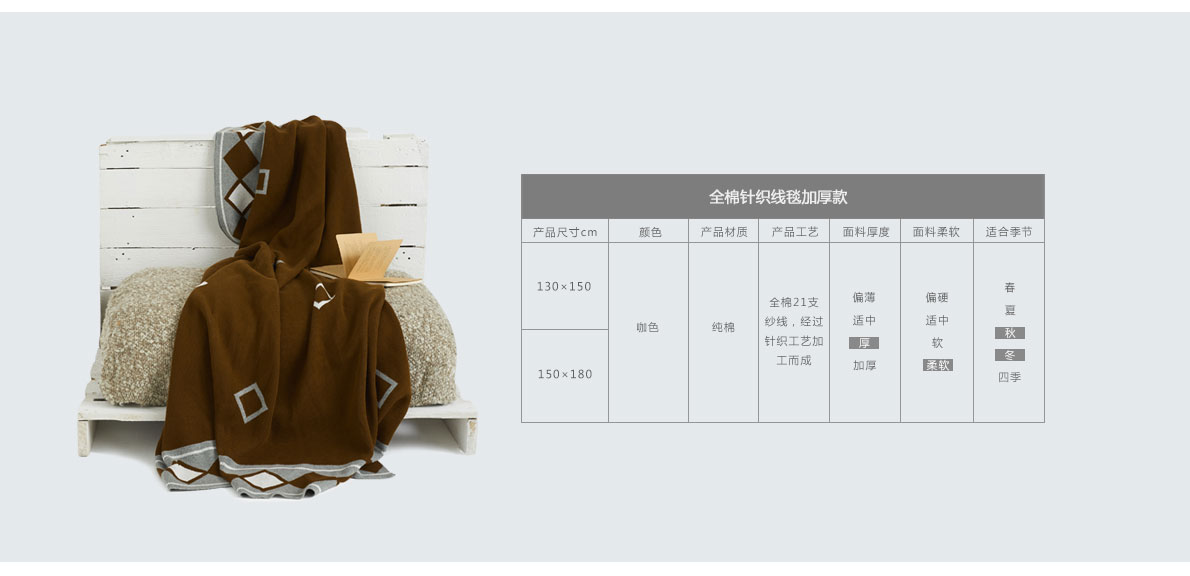 全棉针织线毯加厚款
产品尺寸cm 颜色 产品材质 产品工艺 面料厚度 面料柔软 适合季节
130×150
150×180
咖色
纯棉
全棉21支
纱线，经过
针织工艺加
工而成
偏薄
适中
厚
加厚
偏硬
适中
软
柔软
春
夏
秋
冬
四季